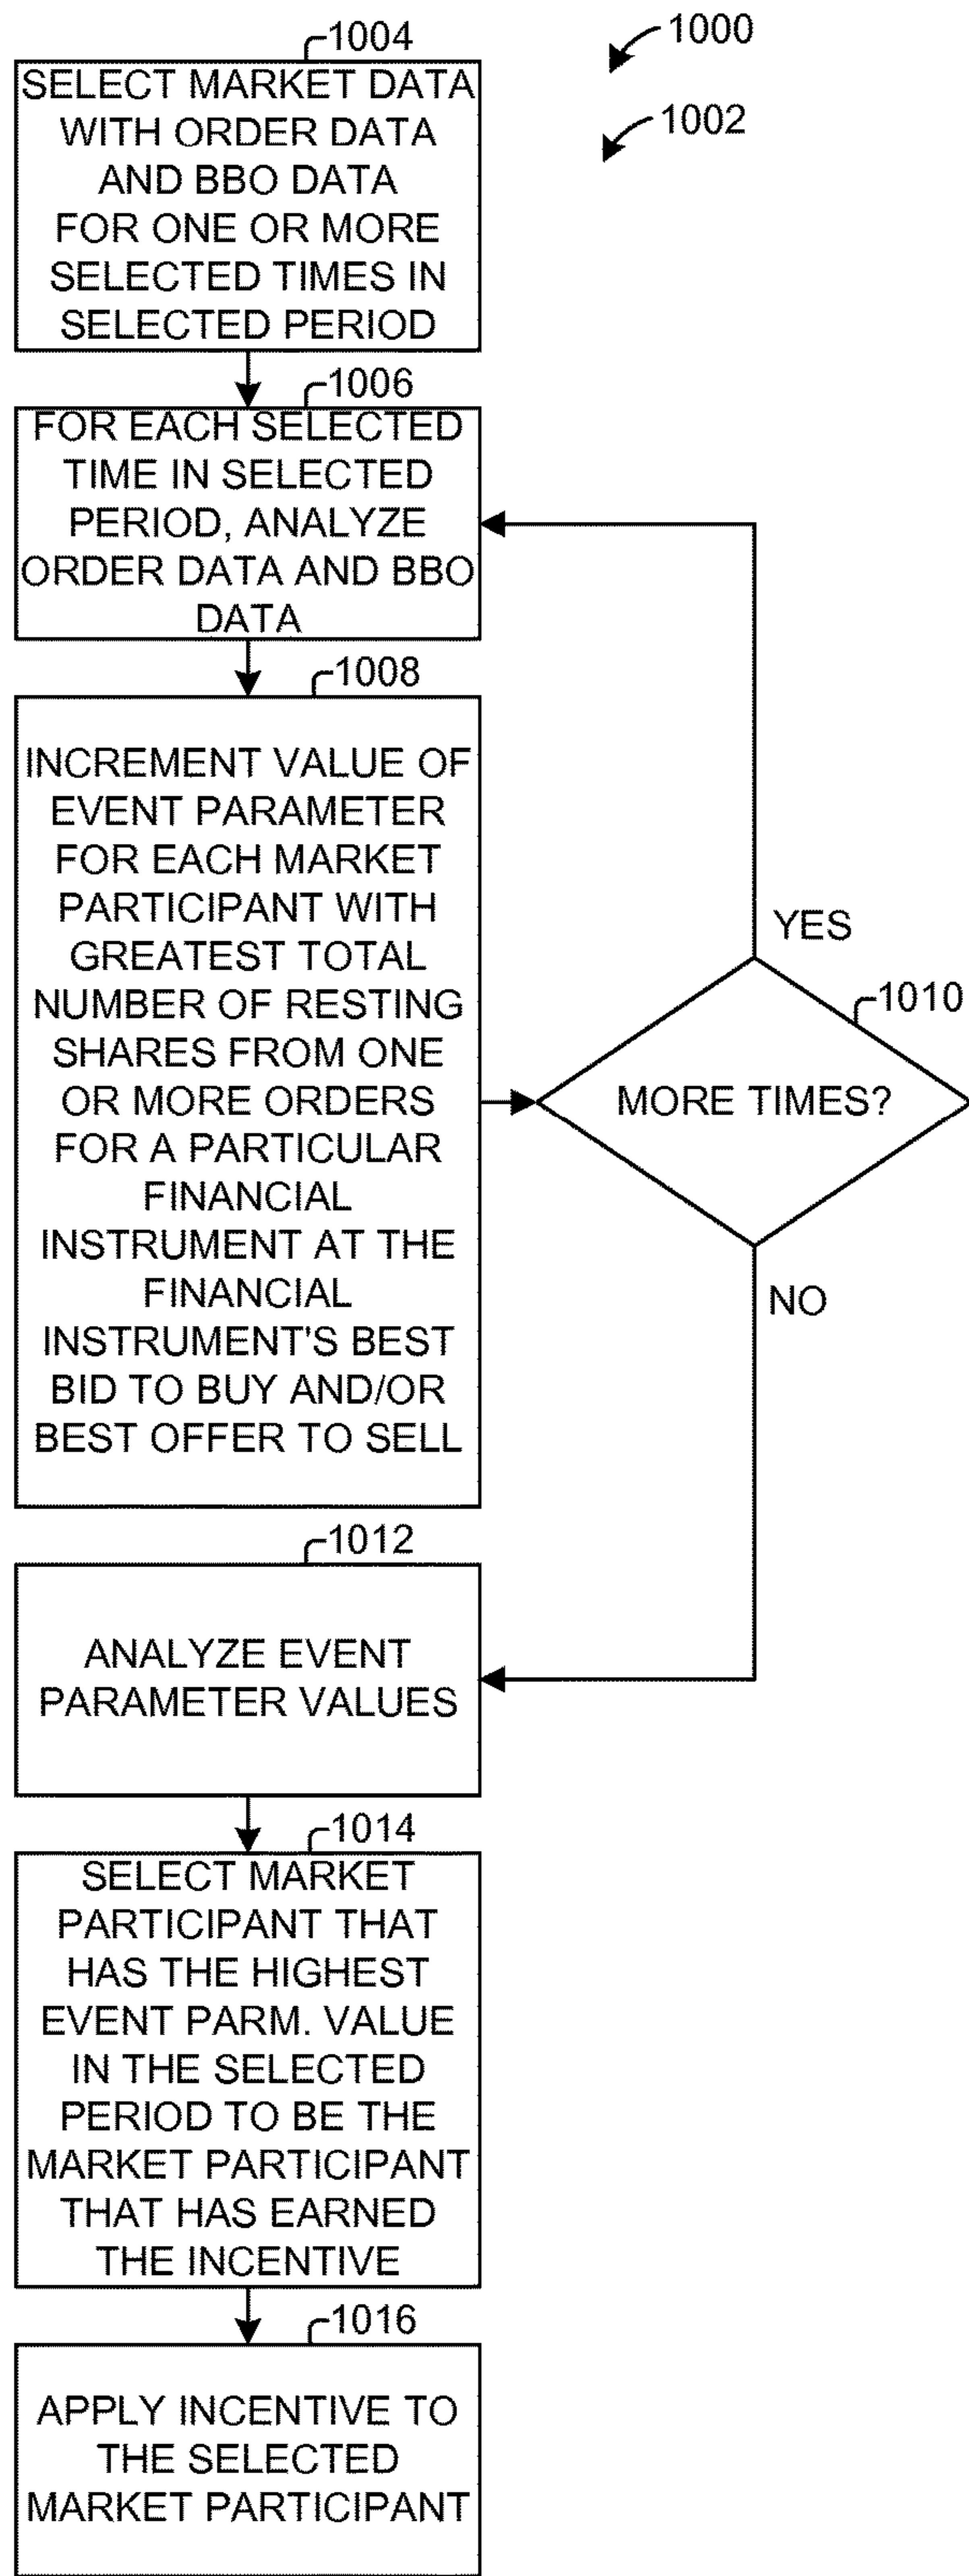 1000
1002
1004
SELECT MARKET DATA
WITH ORDER DATA
AND BBO DATA
FOR ONE OR MORE
SELECTED TIMES IN
SELECTED PERIOD
1006
FOR EACH SELECTED
TIME IN SELECTED
PERIOD, ANALYZE
ORDER DATA AND BBO
DATA
1008
INCREMENT VALUE OF
EVENT PARAMETER
FOR EACH MARKET
PARTICIPANT WITH
GREATEST TOTAL
NUMBER OF RESTING
SHARES FROM ONE
OR MORE ORDERS
FOR A PARTICULAR
FINANCIAL
INSTRUMENT AT THE
FINANCIAL
INSTRUMENT'S BEST
BID TO BUY AND/OR
BEST OFFER TO SELL
YES
1010
MORE TIMES?
NO
1012
ANALYZE EVENT
PARAMETER VALUES
1014
SELECT MARKET
PARTICIPANT THAT
HAS THE HIGHEST
EVENT PARM. VALUE
IN THE SELECTED
PERIOD TO BE THE
MARKET PARTICIPANT
THAT HAS EARNED
THE INCENTIVE
1016
APPLY INCENTIVE TO
THE SELECTED
MARKET PARTICIPANT